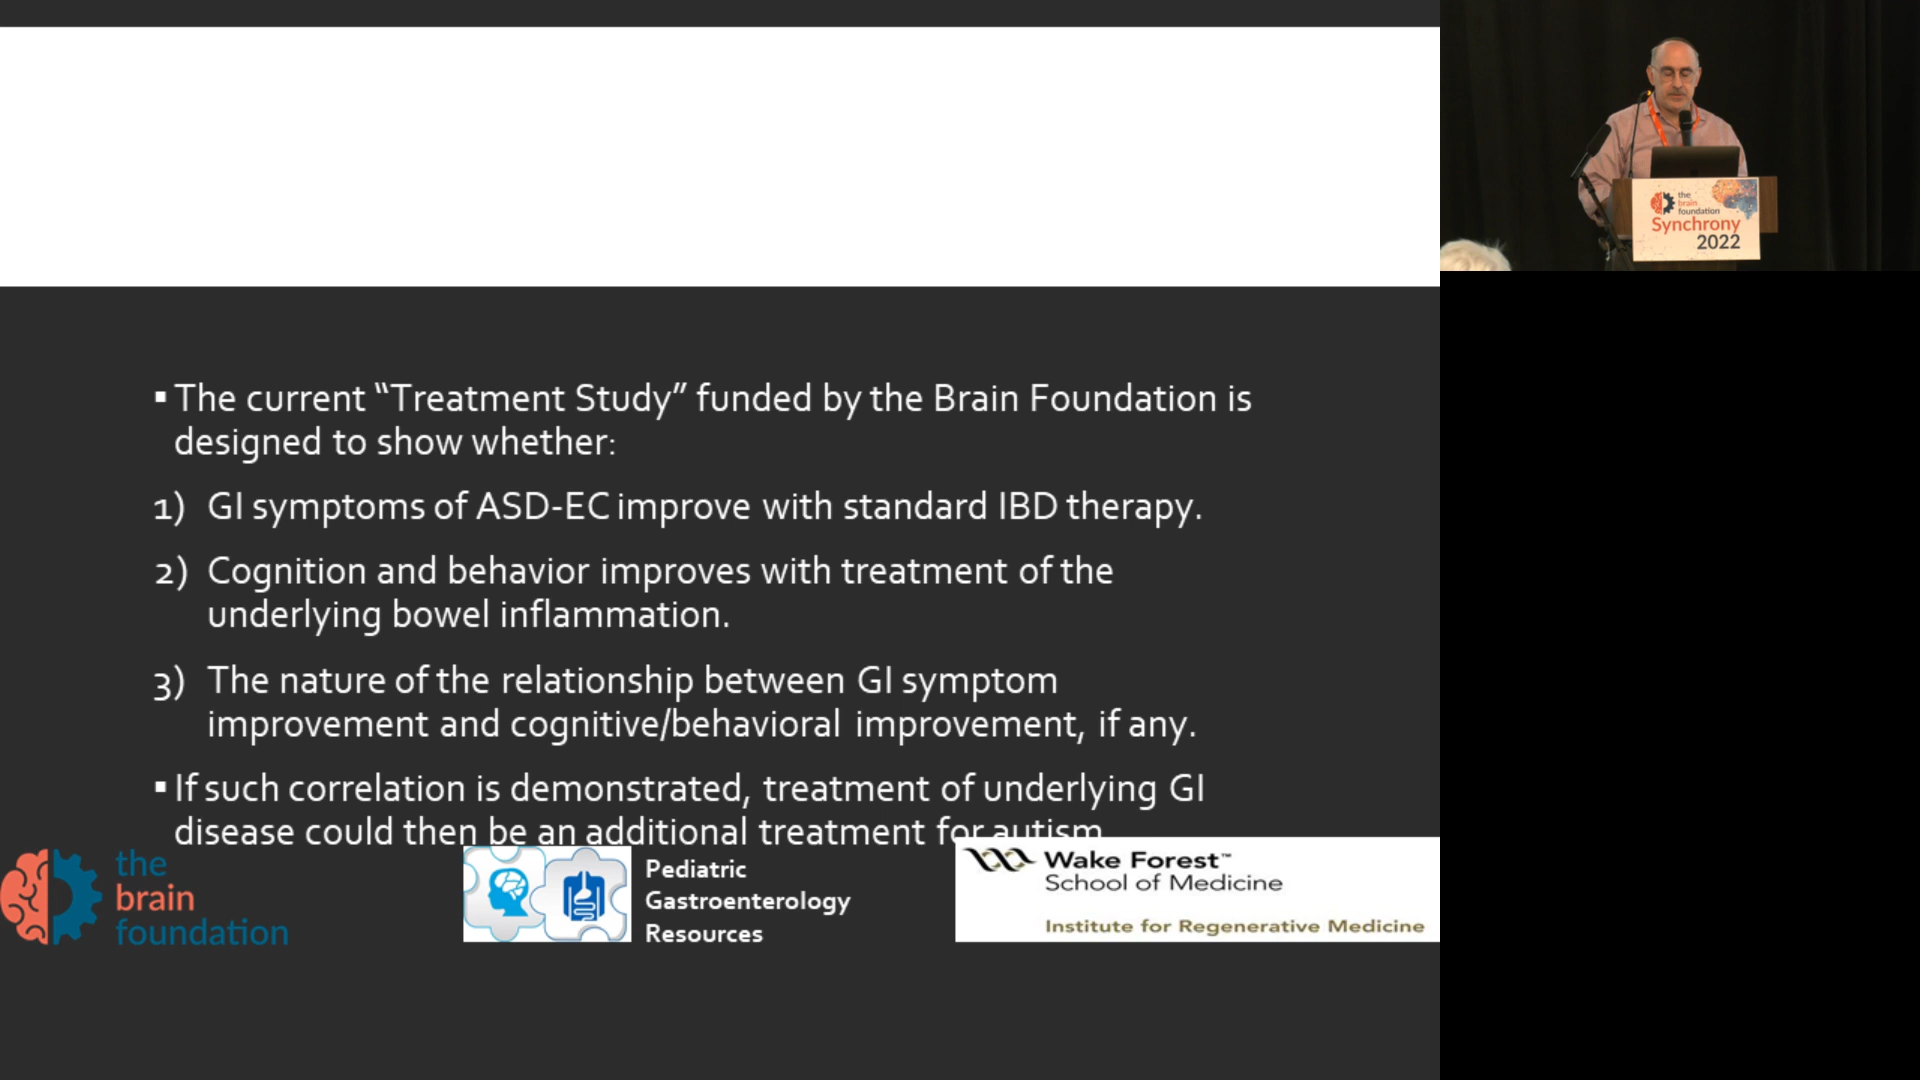 ▪ The current “Treatment Study” funded by the Brain Foundation is
designed to show whether:
1) GI symptoms of ASD-EC improve with standard IBD therapy.
2) Cognition and behavior improves with treatment of the
underlying bowel inflammation.
3) The nature of the relationship between GI symptom
improvement and cognitive/behavioral improvement, if any.
▪ If such correlation is demonstrated, treatment of underlying GI
disease could then be an additional treatment for autism
the
brain
foundation
Pediatric
Gastroenterology
Resources
Wake Forest™
School of Medicine
Institute for Regenerative Medicine
the
brain
foundation
Synchrony
2022